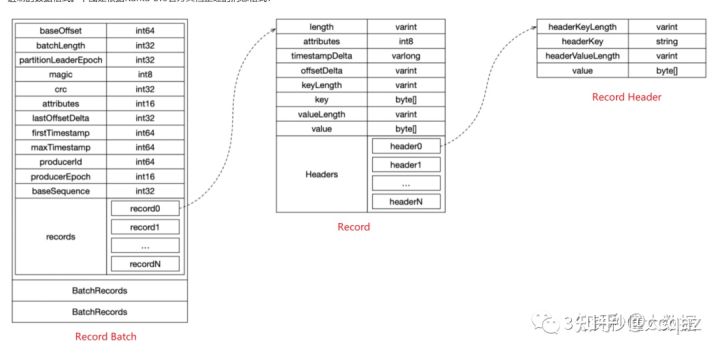 baseOffset int64
batchLength int32
partitionLeaderEpoch int32
magic int8
crc int32
attributes int16
lastOffsetDelta int32
firstTimestamp int64
maxTimestamp int64
producerId int64
producerEpoch int16
baseSequence int32
records
record0
record1
...
recordN
BatchRecords
BatchRecords
Record Batch
length varint
attributes int8
timestampDelta varlong
offsetDelta varint
keyLength varint
key byte[]
valueLength varint
value byte[]
Headers
header0
header1
...
headerN
Record
headerKeyLength varint
headerKey string
headerValueLength varint
value byte[]
Record Header